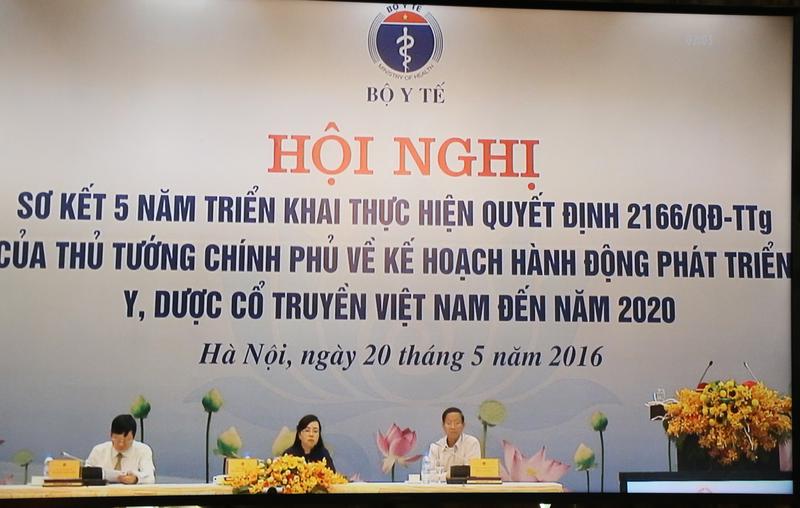 BỘ Y TẾ
MINISTRY OF HEALTH
BỘ Y TẾ
HỘI NGHỊ
SƠ KẾT 5 NĂM TRIỂN KHAI THỰC HIỆN QUYẾT ĐỊNH 2166/QĐ-TTg
CỦA THỦ TƯỚNG CHÍNH PHỦ VỀ KẾ HOẠCH HÀNH ĐỘNG PHÁT TRIỂN
Y, DƯỢC CỔ TRUYỀN VIỆT NAM ĐẾN NĂM 2020
Hà Nội, ngày 20 tháng 5 năm 2016